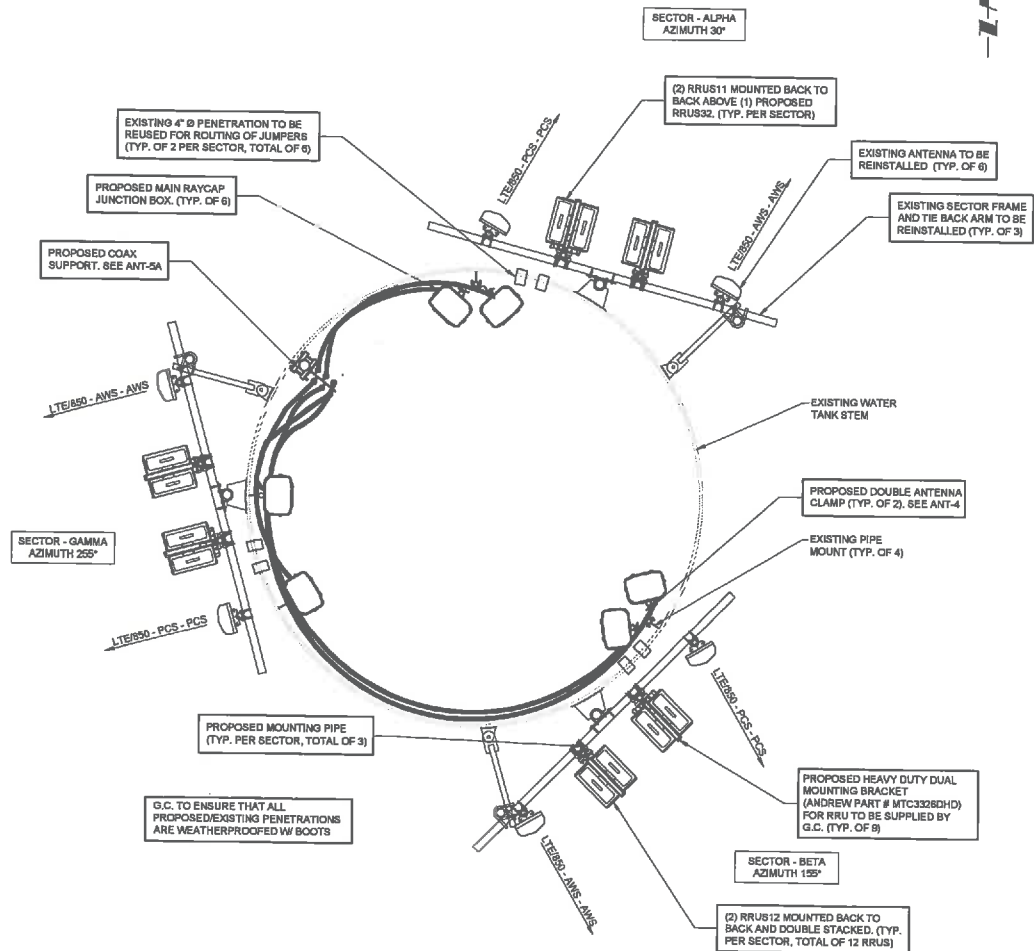 SECTOR - ALPHA
AZIMUTH 30°
(2) RRUS11 MOUNTED BACK TO
BACK ABOVE (1) PROPOSED
RRUS32. (TYP. PER SECTOR)
EXISTING 4" Ø PENETRATION TO BE
REUSED FOR ROUTING OF JUMPERS
(TYP. OF 2 PER SECTOR, TOTAL OF 6)
LTE/850 - PCS - PCS
EXISTING ANTENNA TO BE
REINSTALLED (TYP. OF 6)
PROPOSED MAIN RAYCAP
JUNCTION BOX. (TYP. OF 6)
LTE/850 - AWS - AWS
EXISTING SECTOR FRAME
AND TIE BACK ARM TO BE
REINSTALLED (TYP. OF 3)
PROPOSED COAX
SUPPORT. SEE ANT-5A
LTE/850 - AWS - AWS
EXISTING WATER
TANK STEM
PROPOSED DOUBLE ANTENNA
CLAMP (TYP. OF 2). SEE ANT-4
SECTOR - GAMMA
AZIMUTH 255°
EXISTING PIPE
MOUNT (TYP. OF 4)
LTE/850 - PCS - PCS
LTE/850 - PCS - PCS
PROPOSED MOUNTING PIPE
(TYP. PER SECTOR, TOTAL OF 3)
PROPOSED HEAVY DUTY DUAL
MOUNTING BRACKET
(ANDREW PART # MTC3326DHD)
FOR RRU TO BE SUPPLIED BY
G.C. (TYP. OF 9)
G.C. TO ENSURE THAT ALL
PROPOSED/EXISTING PENETRATIONS
ARE WEATHERPROOFED W/ BOOTS
LTE/850 - AWS - AWS
SECTOR - BETA
AZIMUTH 155°
(2) RRUS12 MOUNTED BACK TO
BACK AND DOUBLE STACKED. (TYP.
PER SECTOR, TOTAL OF 12 RRUS)